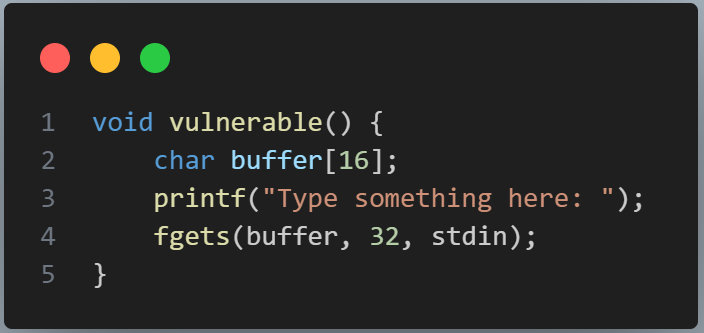 1 void vulnerable() {
2     char buffer[16];
3     printf("Type something here: ");
4     fgets(buffer, 32, stdin);
5 }